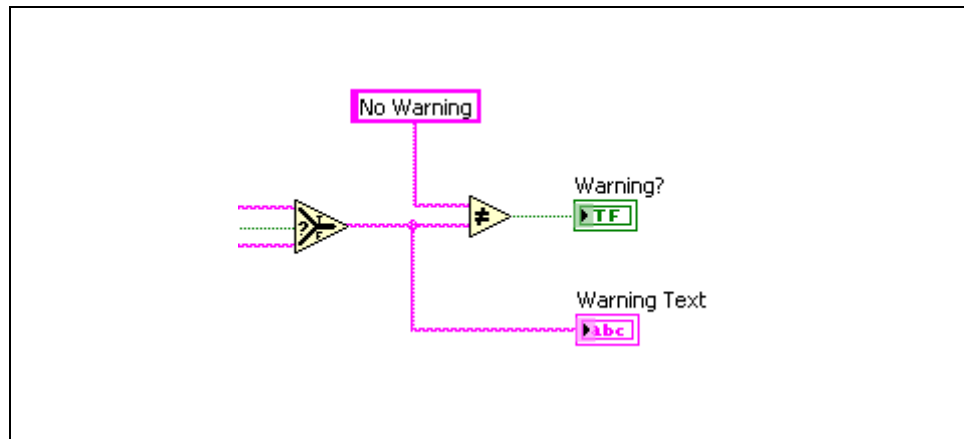 No Warning
Warning?
? T F
≠
TF
Warning Text
abc